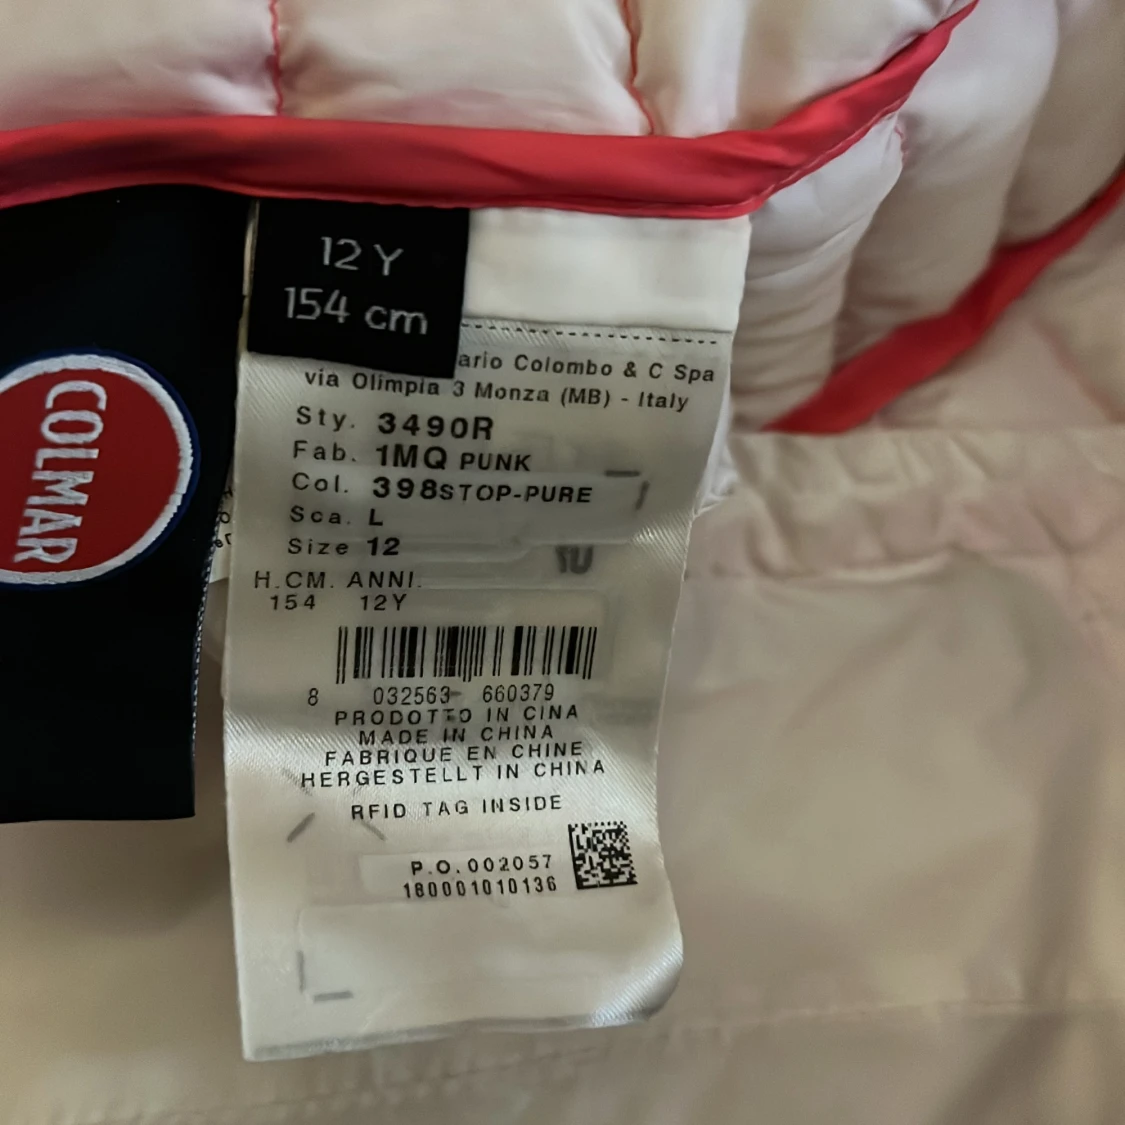 12 Y
154 cm
COLMAR
ario Colombo & C Spa
via Olimpia 3 Monza (MB) - Italy
Sty. 3490R
Fab. 1MQ PUNK
Col. 398STOP-PURE
Sca. L
Size 12
H.CM. ANNI.
154 12Y
8 032563 660379
PRODOTTO IN CINA
MADE IN CHINA
FABRIQUE EN CHINE
HERGESTELLT IN CHINA
RFID TAG INSIDE
P.O.002057
180001010136